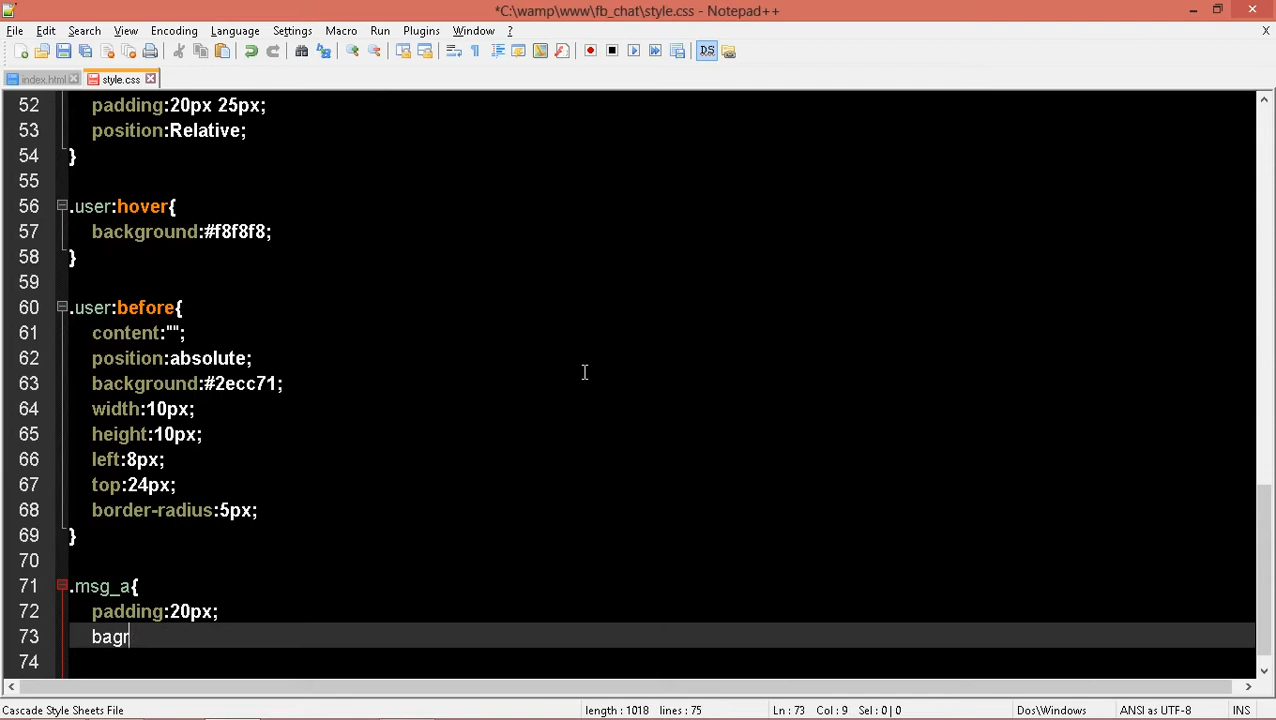 *C:\wamp\www\fb_chat\style.css - Notepad++
File Edit Search View Encoding Language Settings Macro Run Plugins Window ? X
index.html style.css
52 padding:20px 25px;
53 position:Relative;
54 }
55
56 .user:hover{
57 background:#f8f8f8;
58 }
59
60 .user:before{
61 content:"";
62 position:absolute;
63 background:#2ecc71;
64 width:10px;
65 height:10px;
66 left:8px;
67 top:24px;
68 border-radius:5px;
69 }
70
71 .msg_a{
72 padding:20px;
73 bagr
74
Cascade Style Sheets File length : 1018 lines : 75 Ln : 73 Col : 9 Sel : 0 | 0 Dos\Windows ANSI as UTF-8 INS